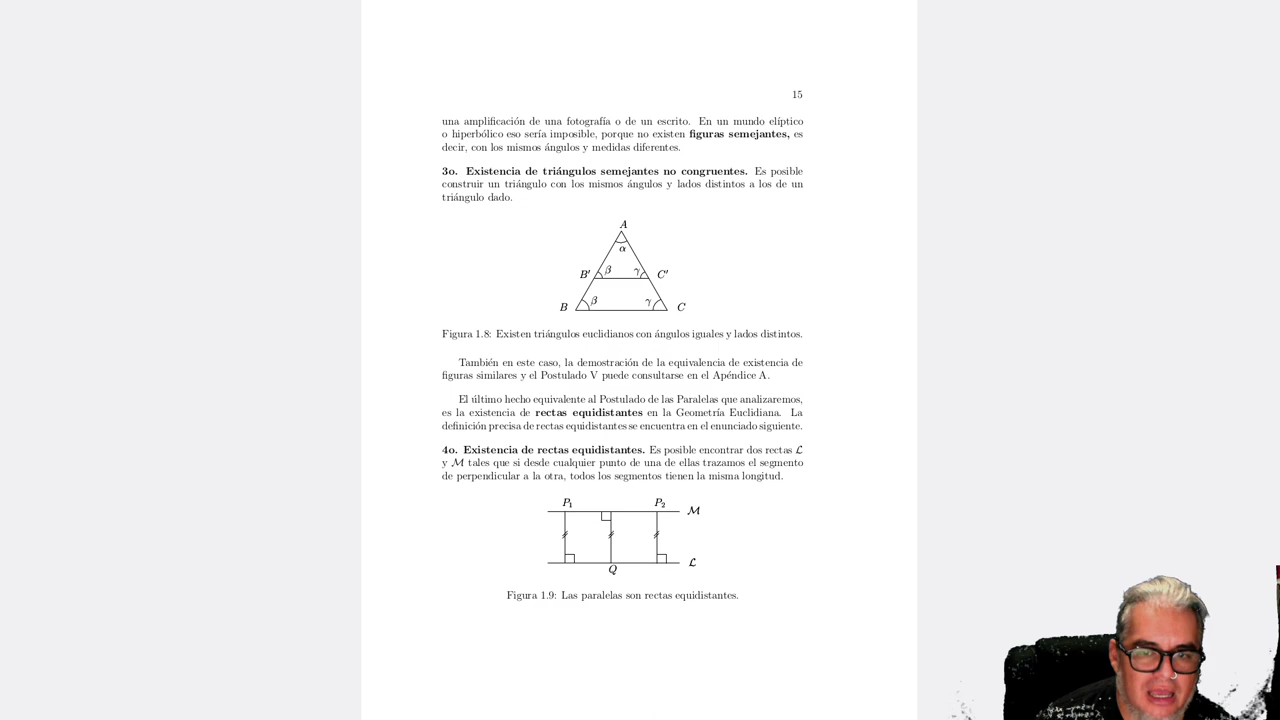 15
una amplificación de una fotografía o de un escrito. En un mundo elíptico
o hiperbólico eso sería imposible, porque no existen figuras semejantes, es
decir, con los mismos ángulos y medidas diferentes.
3o. Existencia de triángulos semejantes no congruentes. Es posible
construir un triángulo con los mismos ángulos y lados distintos a los de un
triángulo dado.
A
α
B′ β γ C′
B β γ C
Figura 1.8: Existen triángulos euclidianos con ángulos iguales y lados distintos.
También en este caso, la demostración de la equivalencia de existencia de
figuras similares y el Postulado V puede consultarse en el Apéndice A.
El último hecho equivalente al Postulado de las Paralelas que analizaremos,
es la existencia de rectas equidistantes en la Geometría Euclidiana. La
definición precisa de rectas equidistantes se encuentra en el enunciado siguiente.
4o. Existencia de rectas equidistantes. Es posible encontrar dos rectas ℒ
y ℳ tales que si desde cualquier punto de una de ellas trazamos el segmento
de perpendicular a la otra, todos los segmentos tienen la misma longitud.
P₁ P₂ ℳ
ℒ
Q
Figura 1.9: Las paralelas son rectas equidistantes.